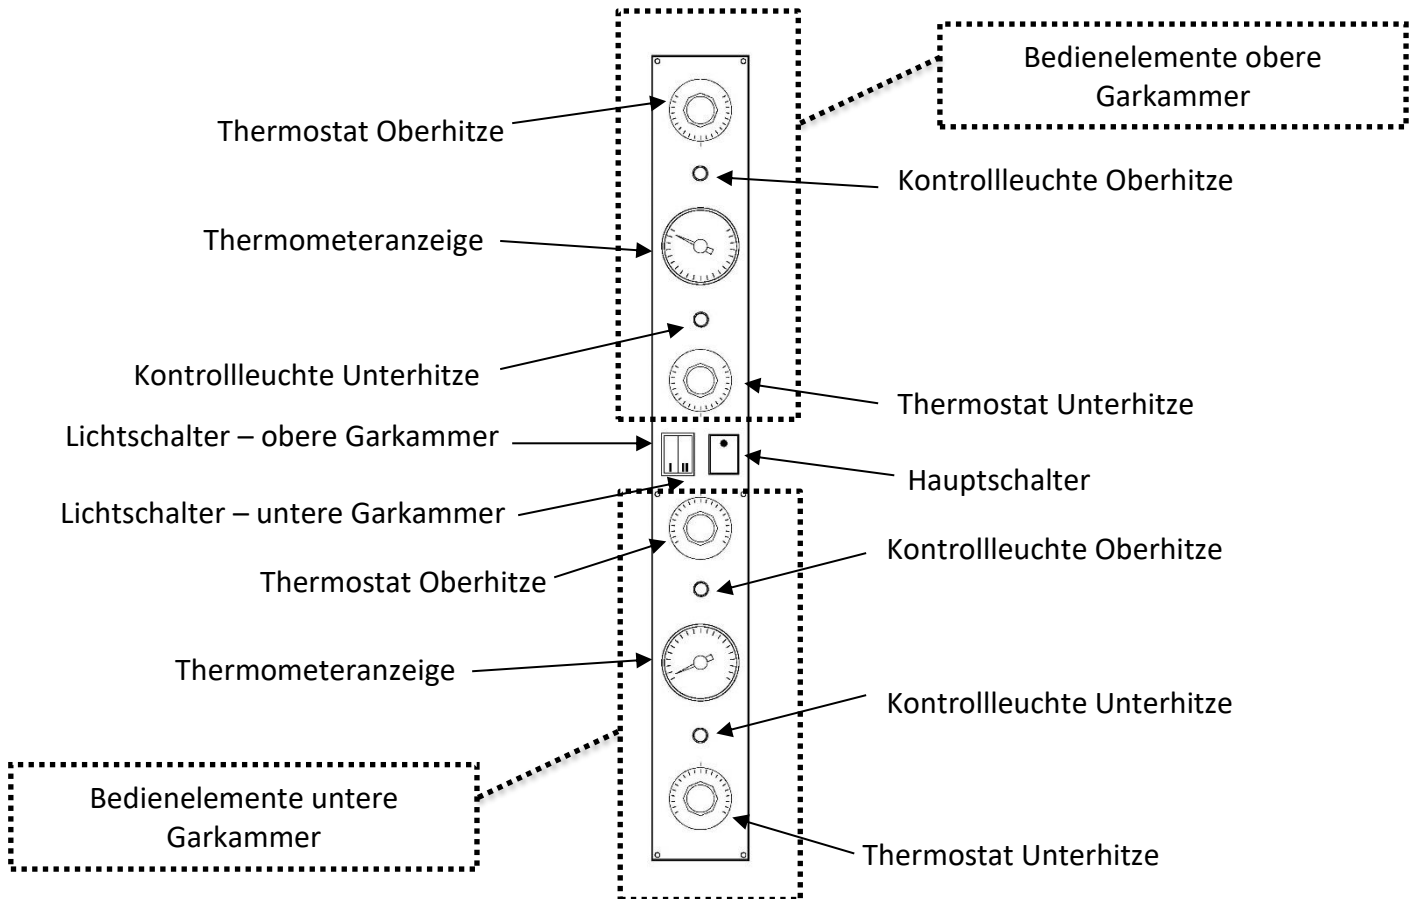 Bedienelemente obere
Garkammer
Thermostat Oberhitze
Kontrollleuchte Oberhitze
Thermometeranzeige
Kontrollleuchte Unterhitze
Thermostat Unterhitze
Lichtschalter – obere Garkammer
I II
Hauptschalter
Lichtschalter – untere Garkammer
Kontrollleuchte Oberhitze
Thermostat Oberhitze
Thermometeranzeige
Kontrollleuchte Unterhitze
Bedienelemente untere
Garkammer
Thermostat Unterhitze